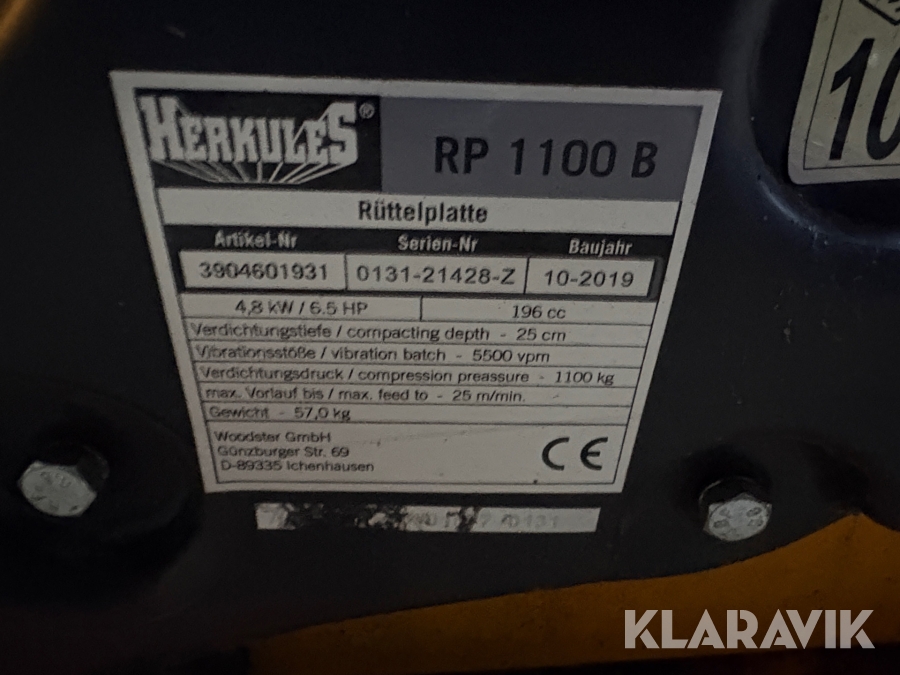 HERKULES®
RP 1100 B
Rüttelplatte
Artikel-Nr Serien-Nr Baujahr
3904601931 0131-21428-Z 10-2019
4,8 kW / 6.5 HP 196 cc
Verdichtungstiefe / compacting depth - 25 cm
Vibrationsstöße / vibration batch - 5500 vpm
Verdichtungsdruck / compression preassure - 1100 kg
max. Vorlauf bis / max. feed to - 25 m/min.
Gewicht - 57,0 kg
Woodster GmbH
Günzburger Str. 69
D-89335 Ichenhausen
CE
10
KLARAVIK